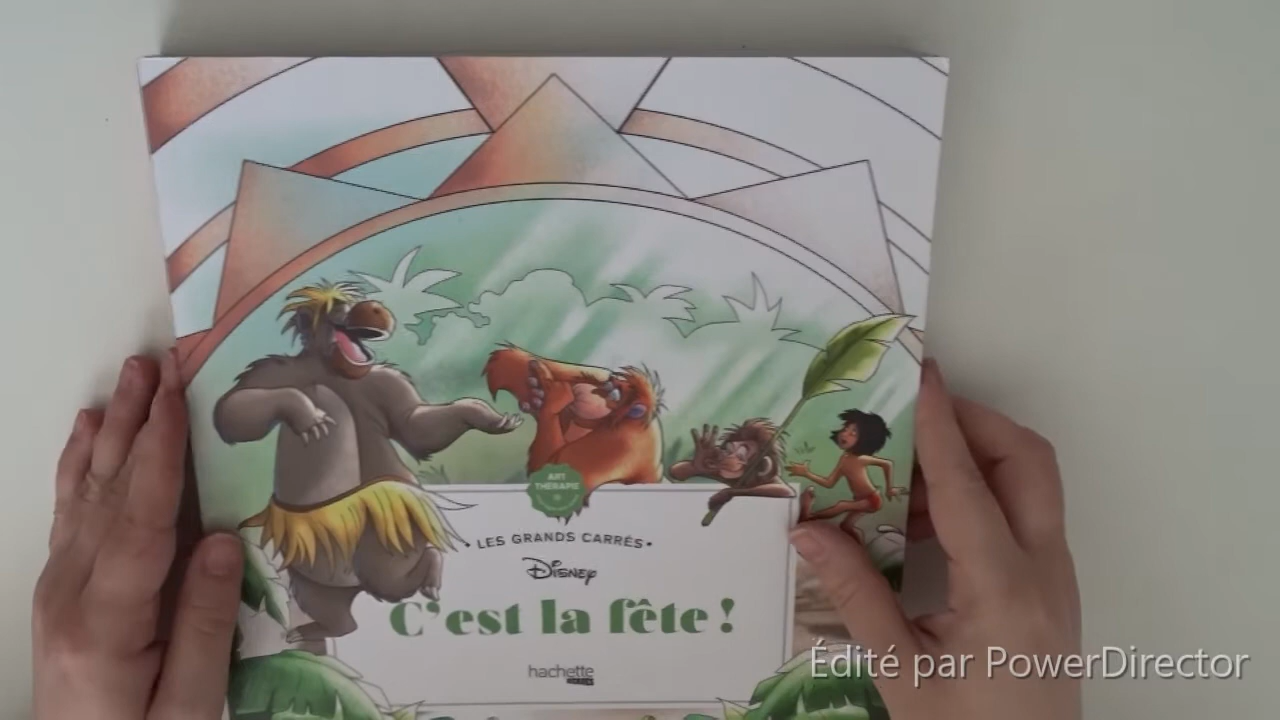 ART
THÉRAPIE
LES GRANDS CARRÉS
Disney
C'est la fête !
hachette
Édité par PowerDirector